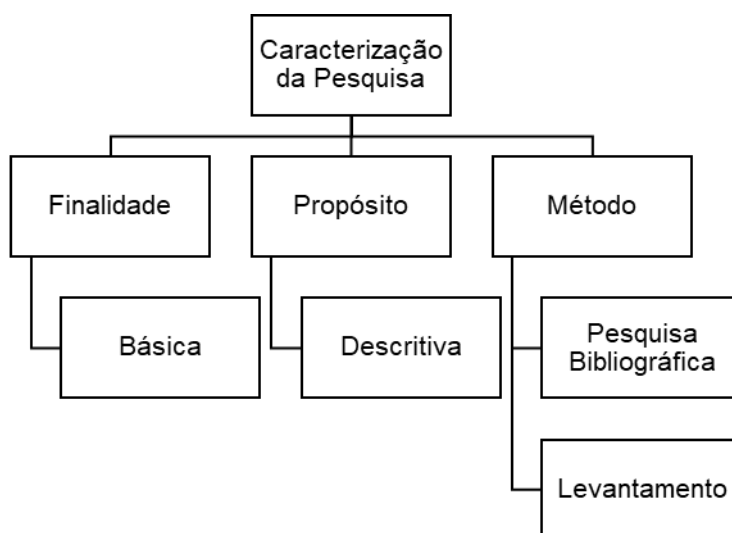 Caracterização
da Pesquisa
Finalidade
Propósito
Método
Básica
Descritiva
Pesquisa
Bibliográfica
Levantamento